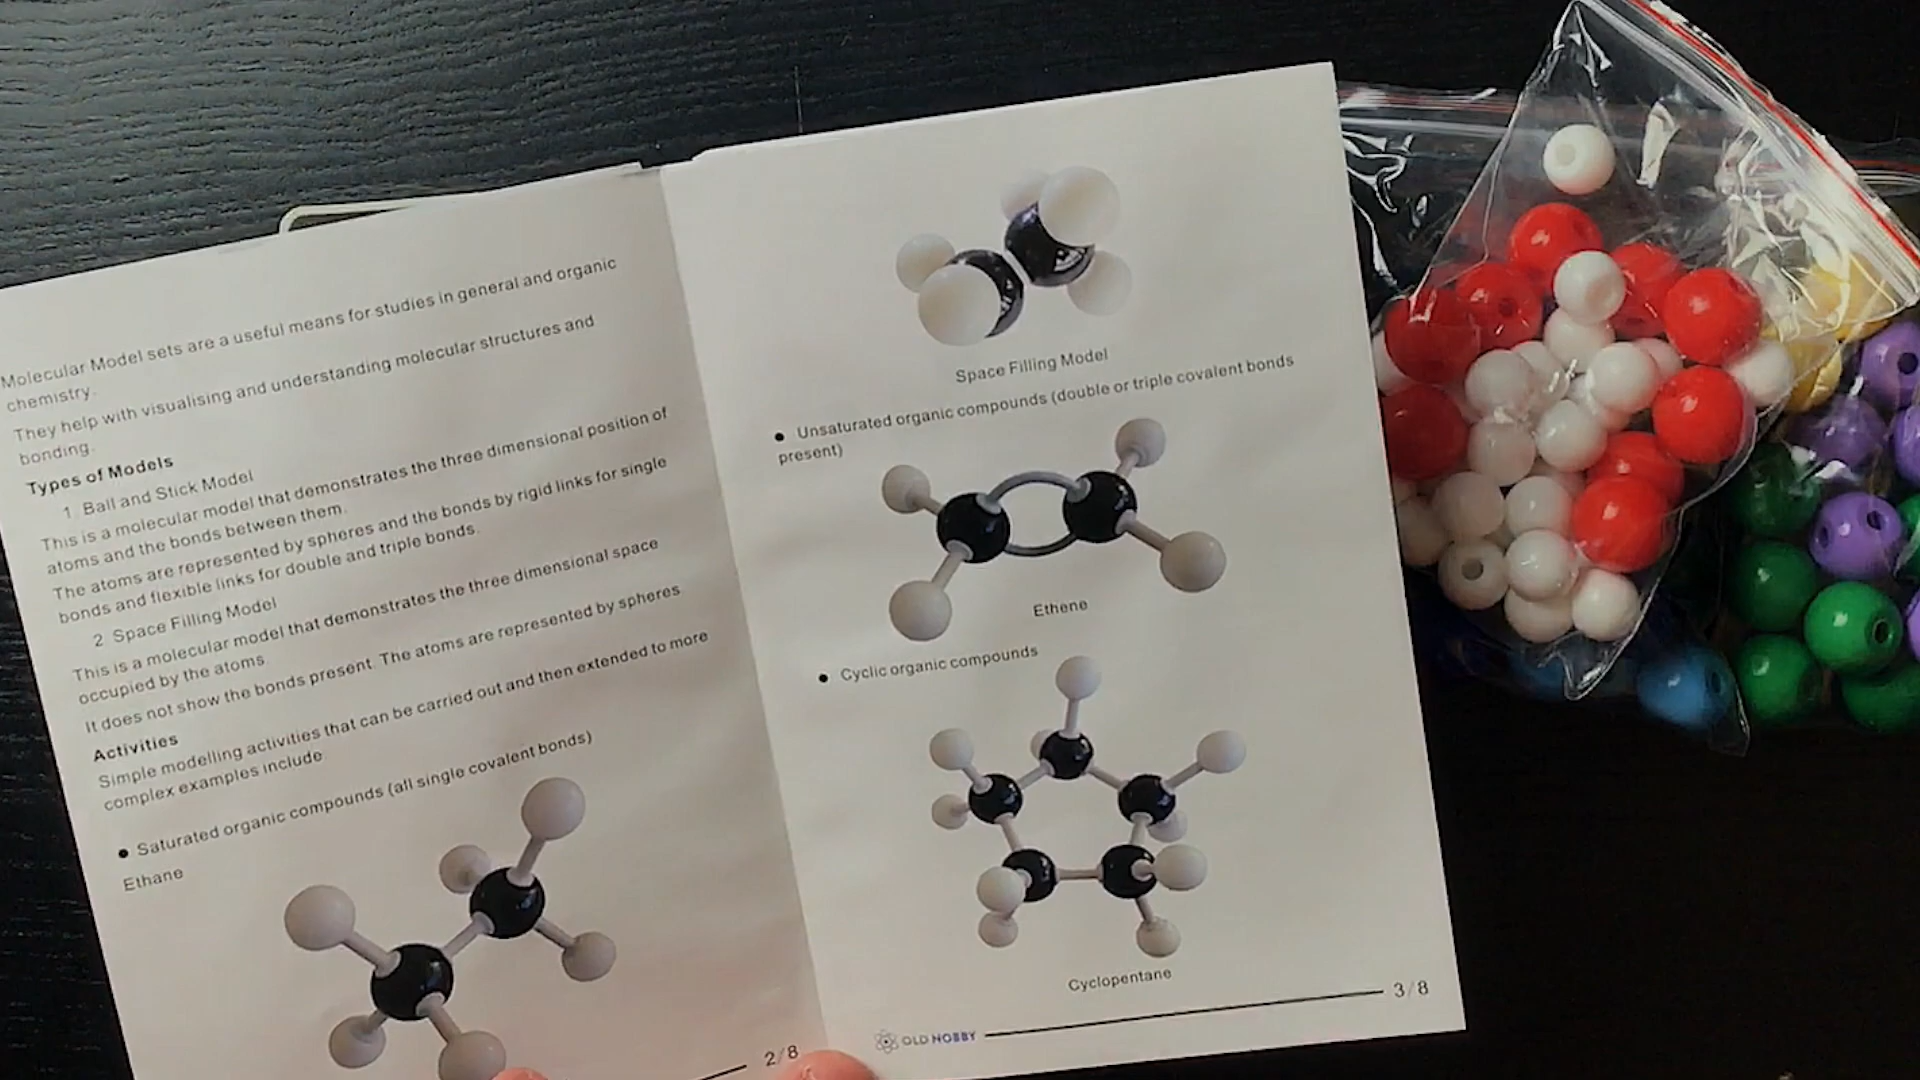 Molecular Model sets are a useful means for studies in general and organic
chemistry.
They help with visualising and understanding molecular structures and
bonding.
Types of Models
1. Ball and Stick Model
This is a molecular model that demonstrates the three dimensional position of
atoms and the bonds between them.
The atoms are represented by spheres and the bonds by rigid links for single
bonds and flexible links for double and triple bonds.
2 Space Filling Model
This is a molecular model that demonstrates the three dimensional space
occupied by the atoms
It does not show the bonds present. The atoms are represented by spheres
Activities
Simple modelling activities that can be carried out and then extended to more
complex examples include
● Saturated organic compounds (all single covalent bonds)
Ethane
2/8
Space Filling Model
● Unsaturated organic compounds (double or triple covalent bonds
present)
Ethene
● Cyclic organic compounds
Cyclopentane
3/8
OLD NOBBY